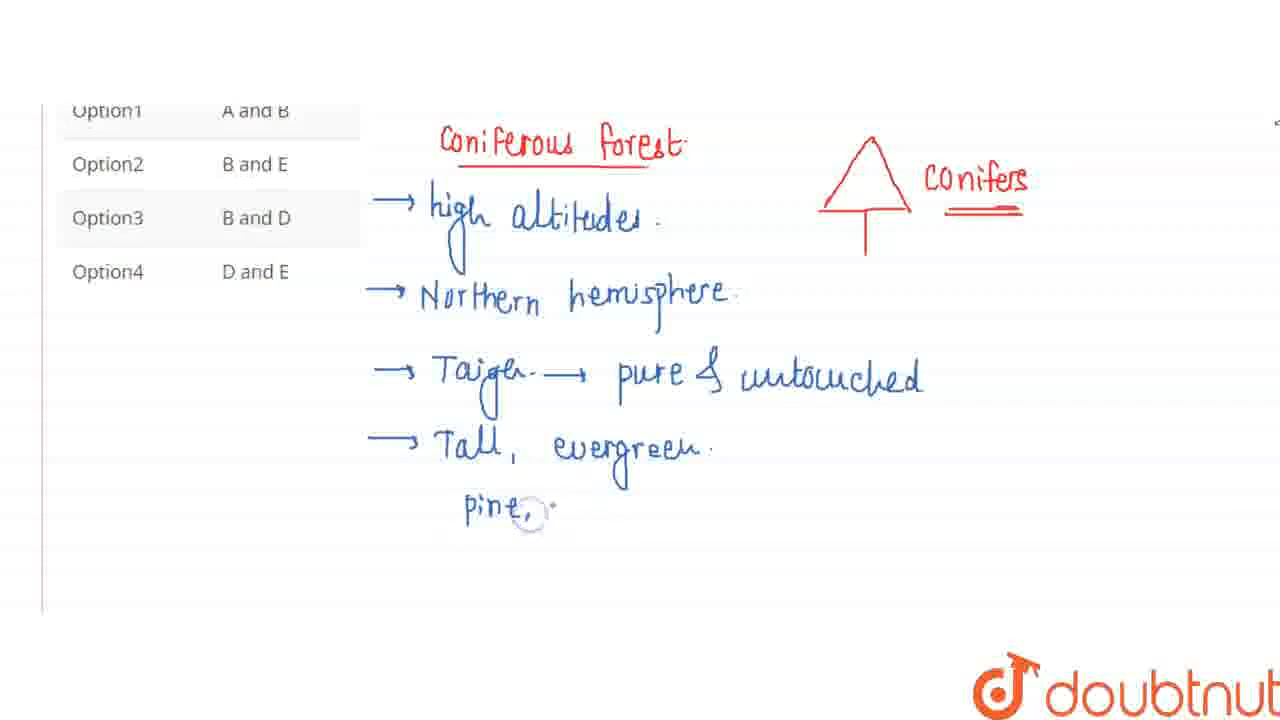 Option1 A and B
Option2 B and E
Option3 B and D
Option4 D and E
Coniferous forest.
conifers
→ high altitudes.
→ Northern hemisphere.
→ Taiga. → pure & untouched
→ Tall, evergreen.
pine,
doubtnut